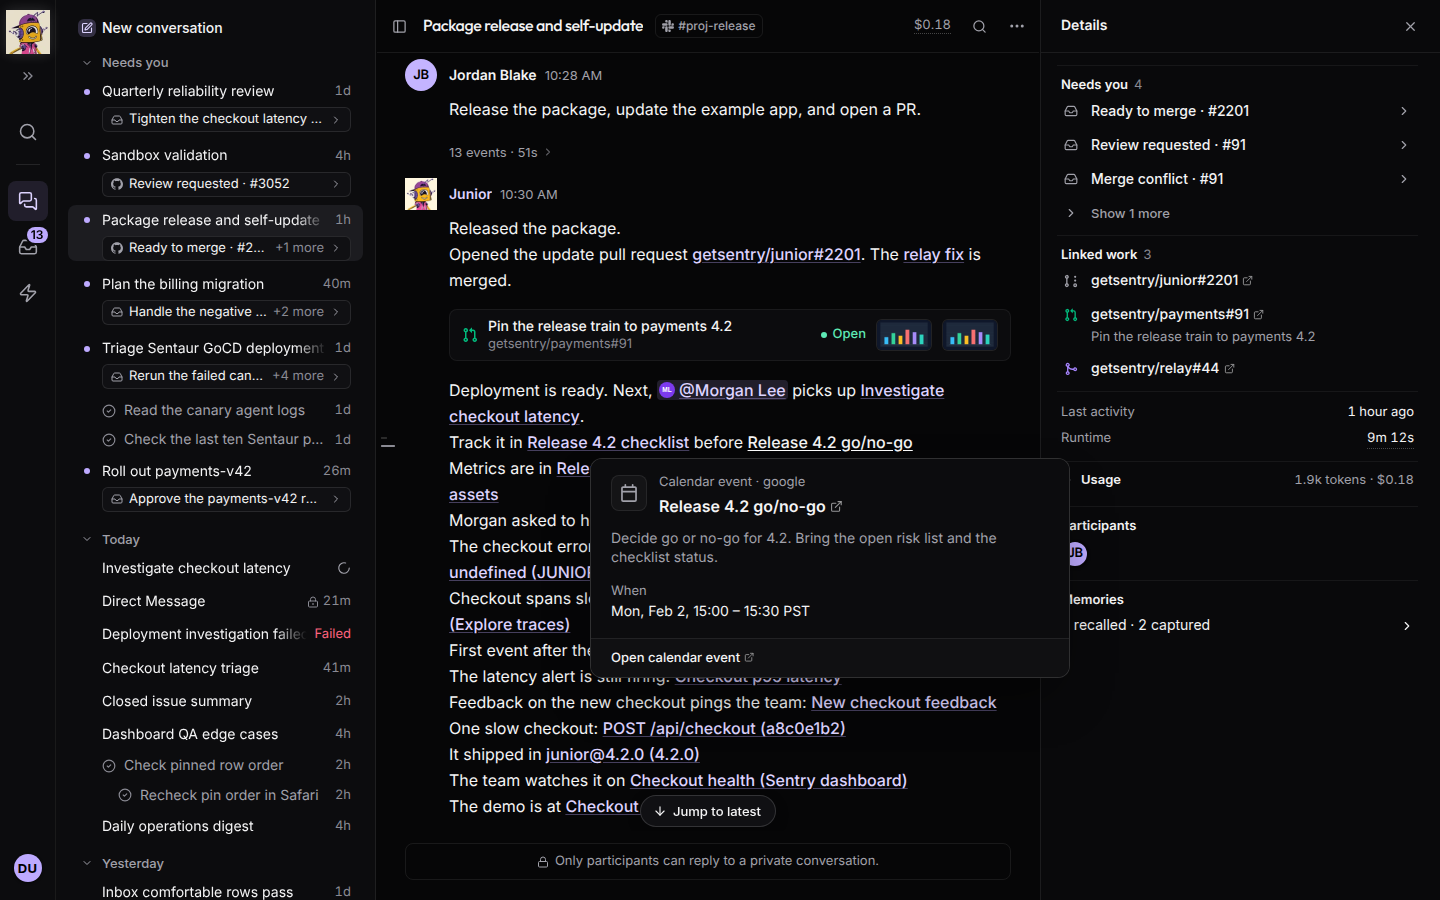 New conversation
Needs you
Quarterly reliability review 1d
Tighten the checkout latency ...
Sandbox validation 4h
Review requested · #3052
Package release and self-update 1h
Ready to merge · #2... +1 more
Plan the billing migration 40m
Handle the negative ... +2 more
Triage Sentaur GoCD deployment 1d
Rerun the failed can... +4 more
Read the canary agent logs 1d
Check the last ten Sentaur p... 1d
Roll out payments-v42 26m
Approve the payments-v42 r...
Today
Investigate checkout latency
Direct Message 21m
Deployment investigation failed Failed
Checkout latency triage 41m
Closed issue summary 2h
Dashboard QA edge cases 4h
Check pinned row order 2h
Recheck pin order in Safari 2h
Daily operations digest 4h
Yesterday
Inbox comfortable rows pass 1d
13
DU
Package release and self-update #proj-release $0.18
JB Jordan Blake 10:28 AM
Release the package, update the example app, and open a PR.
13 events · 51s
Junior 10:30 AM
Released the package.
Opened the update pull request getsentry/junior#2201. The relay fix is
merged.
Pin the release train to payments 4.2
getsentry/payments#91
Open
Deployment is ready. Next, ML @Morgan Lee picks up Investigate
checkout latency.
Track it in Release 4.2 checklist before Release 4.2 go/no-go
Metrics are in Rele
assets
Morgan asked to h
The checkout erro
undefined (JUNIOR
Checkout spans sl
(Explore traces)
First event after the
The latency alert is still firing: Checkout p95 latency
Feedback on the new checkout pings the team: New checkout feedback
One slow checkout: POST /api/checkout (a8c0e1b2)
It shipped in junior@4.2.0 (4.2.0)
The team watches it on Checkout health (Sentry dashboard)
The demo is at Checkout
Jump to latest
Only participants can reply to a private conversation.
Calendar event · google
Release 4.2 go/no-go
Decide go or no-go for 4.2. Bring the open risk list and the
checklist status.
When
Mon, Feb 2, 15:00 – 15:30 PST
Open calendar event
Details
Needs you 4
Ready to merge · #2201
Review requested · #91
Merge conflict · #91
Show 1 more
Linked work 3
getsentry/junior#2201
getsentry/payments#91
Pin the release train to payments 4.2
getsentry/relay#44
Last activity 1 hour ago
Runtime 9m 12s
Usage 1.9k tokens · $0.18
articipants
JB
Memories
recalled · 2 captured